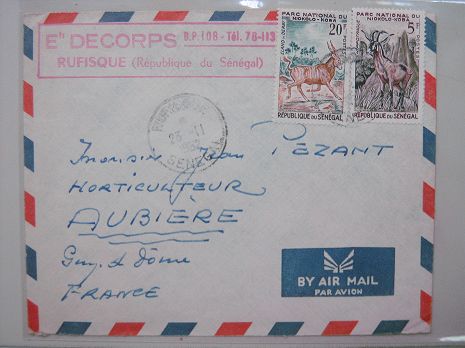 Eh DECORPS B.P. 108 - Tél. 78-113
RUFISQUE (République du Sénégal)
PARC NATIONAL DU NIOKOLO-KOBA
20F
RÉPUBLIQUE DU SÉNÉGAL
PARC NATIONAL DU NIOKOLO-KOBA
5F
RÉPUBLIQUE DU SÉNÉGAL
RUFISQUE
SENEGAL
Monsieur Jean PEZANT
HORTICULTEUR
AUBIÈRE
Puy de Dôme
FRANCE
BY AIR MAIL
PAR AVION